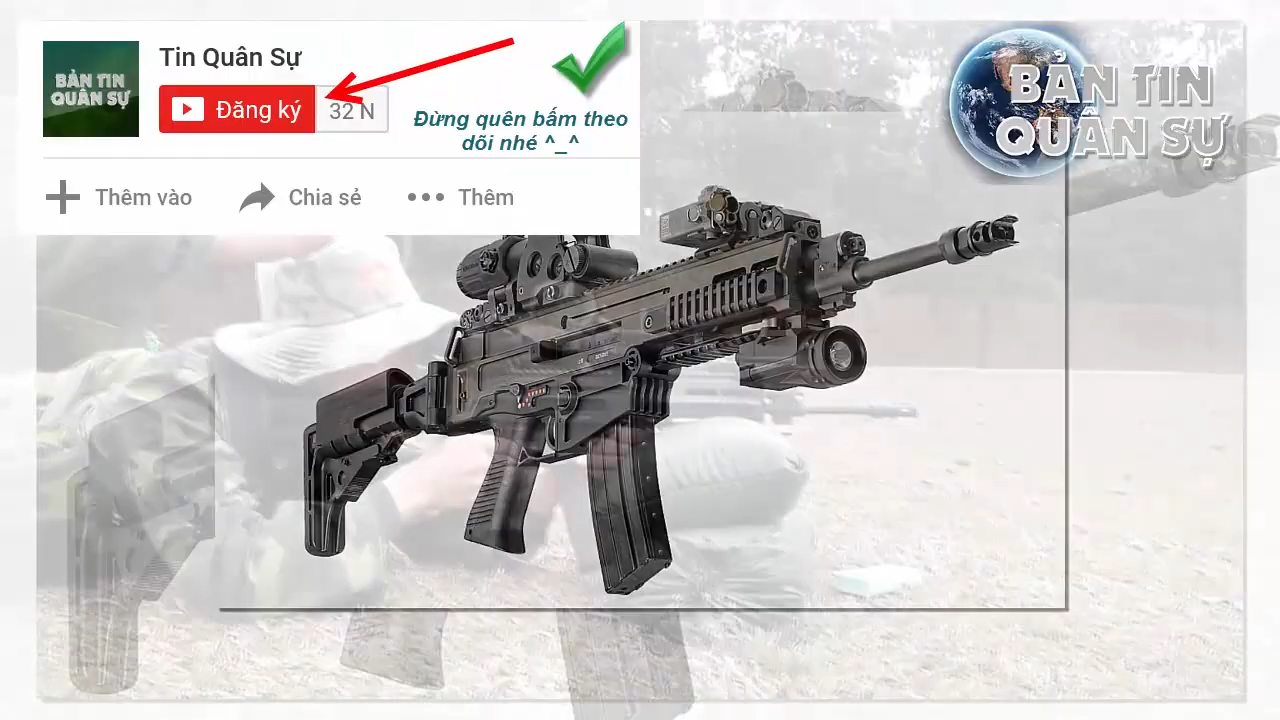 Tin Quân Sự
BẢN TIN
QUÂN SỰ
Đăng ký
32 N
Đừng quên bấm theo
dõi nhé ^_^
Thêm vào
Chia sẻ
Thêm
BẢN TIN
QUÂN SỰ